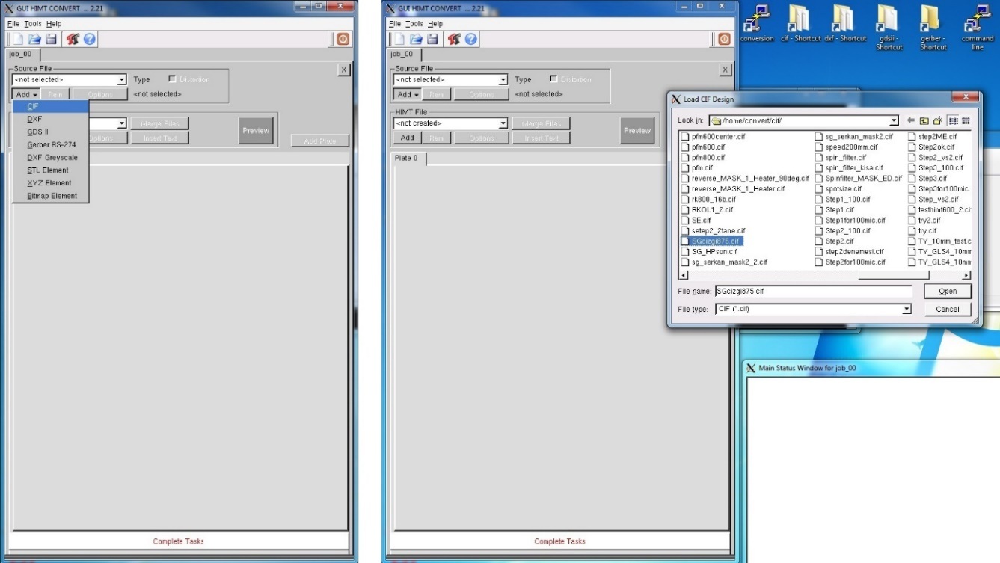 GUI HIMT CONVERT ... 2.21
File Tools Help
job_00
Source File
<not selected>
Type
Distortion
Add
Rem
Options
<not selected>
CIF
DXF
GDS II
Gerber RS-274
DXF Greyscale
STL Element
XYZ Element
Bitmap Element
Merge Files
Options
Insert Text
Preview
Add Plate
Complete Tasks
GUI HIMT CONVERT ... 2.21
File Tools Help
job_00
Source File
<not selected>
Type
Distortion
Add
Rem
Options
<not selected>
HIMT File
<not created>
Merge Files
Add
Rem
Options
Insert Text
Preview
Plate 0
Complete Tasks
conversion
cif - Shortcut
dxf - Shortcut
gdsii - Shortcut
gerber - Shortcut
command line
Load CIF Design
Look in: /home/convert/cif/
pfm600center.cif
pfm600.cif
pfm800.cif
pfm.cif
reverse_MASK_1_Heater_90deg.cif
reverse_MASK_1_Heater.cif
rk800_16b.cif
RKOL1_2.cif
SE.cif
setep2_2tane.cif
SGcizgi875.cif
SG_HPson.cif
sg_serkan_mask2_2.cif
sg_serkan_mask2.cif
speed200mm.cif
spin_filter.cif
spin_filter_kisa.cif
Spinfilter_MASK_ED.cif
spotsize.cif
Step1_100.cif
Step1.cif
Step1for100mic.cif
Step2_100.cif
Step2.cif
step2denemesi.cif
Step2for100mic.cif
step2ME.cif
Step2ok.cif
Step2_vs2.cif
Step3_100.cif
Step3.cif
Step3for100mic.
Step_vs2.cif
testhimt600_2.ci
try2.cif
try.cif
TY_10mm_test.c
TY_GLS4_10mm
TY_GLS4_10mm
File name: SGcizgi875.cif
Open
File type: CIF (*.cif)
Cancel
Main Status Window for job_00